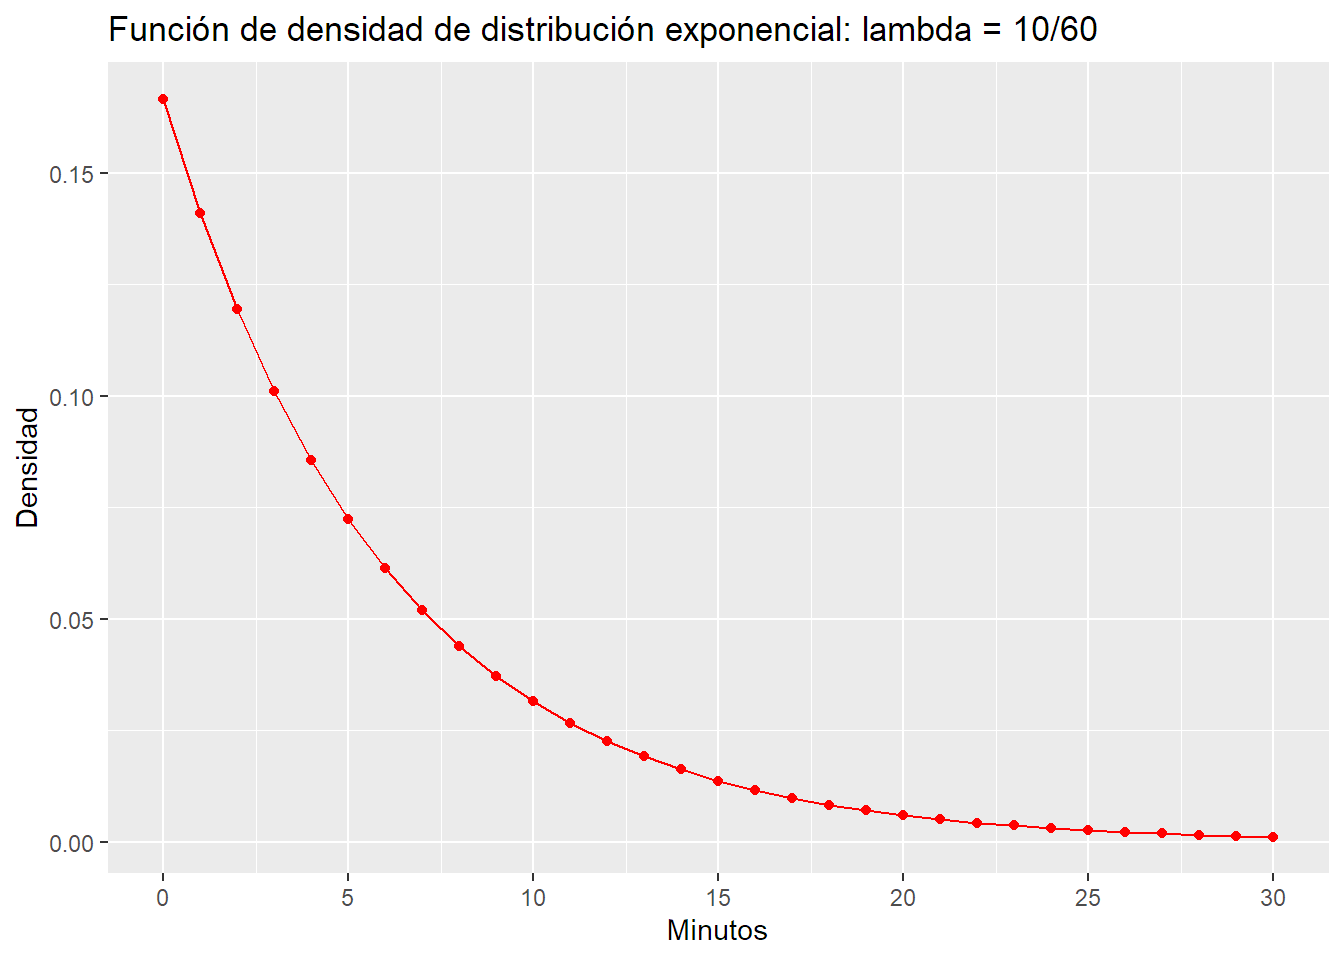 Función de densidad de distribución exponencial: lambda = 10/60
Densidad
0.15
0.10
0.05
0.00
0 5 10 15 20 25 30
Minutos